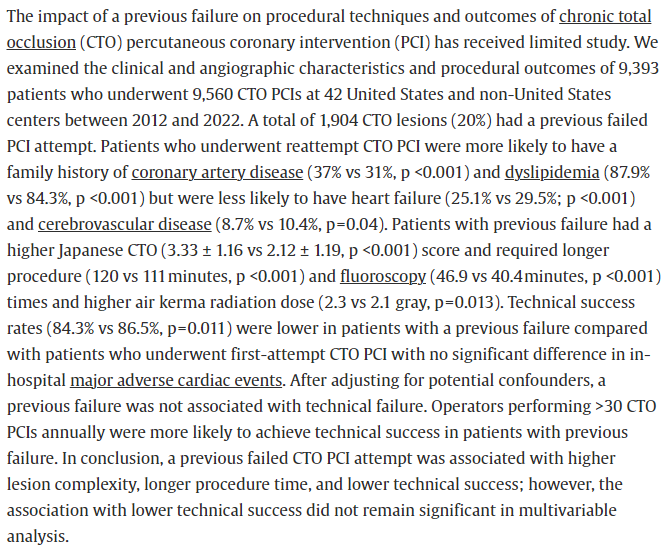 The impact of a previous failure on procedural techniques and outcomes of chronic total
occlusion (CTO) percutaneous coronary intervention (PCI) has received limited study. We
examined the clinical and angiographic characteristics and procedural outcomes of 9,393
patients who underwent 9,560 CTO PCIs at 42 United States and non-United States
centers between 2012 and 2022. A total of 1,904 CTO lesions (20%) had a previous failed
PCI attempt. Patients who underwent reattempt CTO PCI were more likely to have a
family history of coronary artery disease (37% vs 31%, p <0.001) and dyslipidemia (87.9%
vs 84.3%, p <0.001) but were less likely to have heart failure (25.1% vs 29.5%; p <0.001)
and cerebrovascular disease (8.7% vs 10.4%, p=0.04). Patients with previous failure had a
higher Japanese CTO (3.33 ± 1.16 vs 2.12 ± 1.19, p <0.001) score and required longer
procedure (120 vs 111 minutes, p <0.001) and fluoroscopy (46.9 vs 40.4 minutes, p <0.001)
times and higher air kerma radiation dose (2.3 vs 2.1 gray, p=0.013). Technical success
rates (84.3% vs 86.5%, p=0.011) were lower in patients with a previous failure compared
with patients who underwent first-attempt CTO PCI with no significant difference in in-
hospital major adverse cardiac events. After adjusting for potential confounders, a
previous failure was not associated with technical failure. Operators performing >30 CTO
PCIs annually were more likely to achieve technical success in patients with previous
failure. In conclusion, a previous failed CTO PCI attempt was associated with higher
lesion complexity, longer procedure time, and lower technical success; however, the
association with lower technical success did not remain significant in multivariable
analysis.